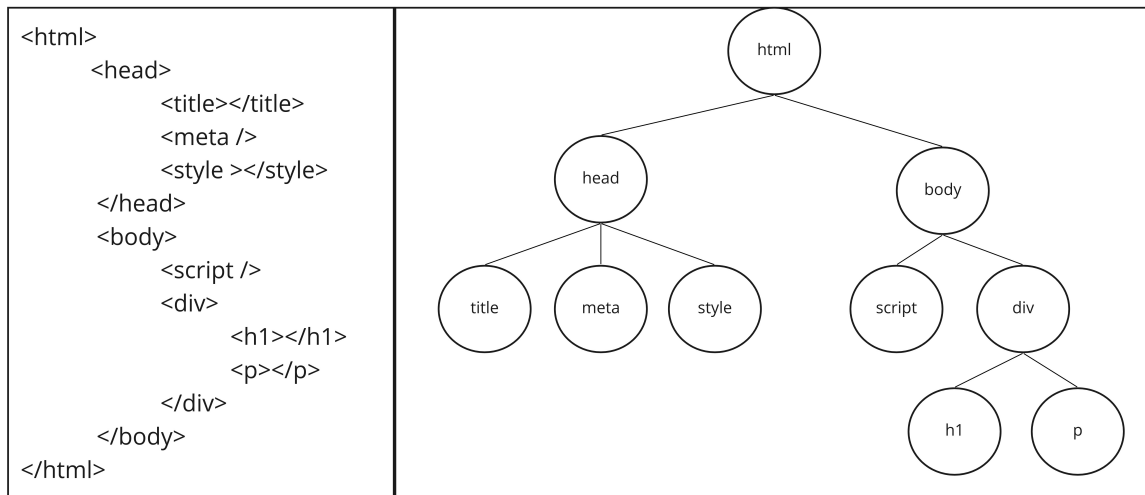 <html>
<head>
<title></title>
<meta />
<style ></style>
</head>
<body>
<script />
<div>
<h1></h1>
<p></p>
</div>
</body>
</html>
html
head
body
title
meta
style
script
div
h1
p